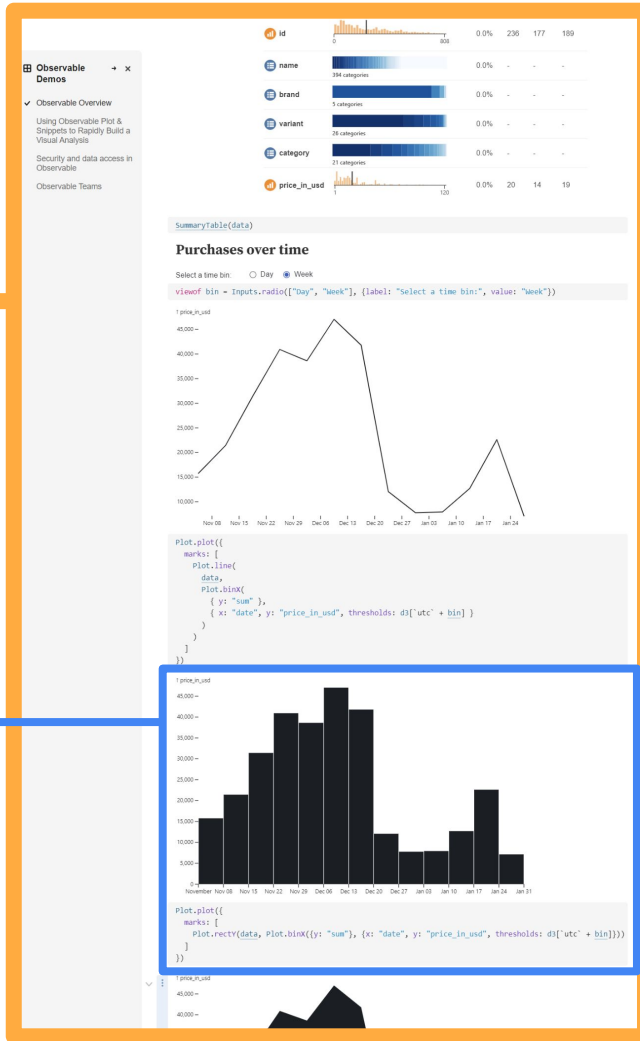 id
0
808
0.0% 236 177 189
Observable Demos
→ ×
✓ Observable Overview
Using Observable Plot &
Snippets to Rapidly Build a
Visual Analysis
Security and data access in
Observable
Observable Teams
name
394 categories
0.0% - - -
brand
5 categories
0.0% - - -
variant
26 categories
0.0% - - -
category
21 categories
0.0% - - -
price_in_usd
1
120
0.0% 20 14 19
SummaryTable(data)
Purchases over time
Select a time bin: Day Week
viewof bin = Inputs.radio(["Day", "Week"], {label: "Select a time bin:", value: "Week"})
↑ price_in_usd
45,000
40,000
35,000
30,000
25,000
20,000
15,000
10,000
Nov 08 Nov 15 Nov 22 Nov 29 Dec 06 Dec 13 Dec 20 Dec 27 Jan 03 Jan 10 Jan 17 Jan 24
Plot.plot({
marks: [
Plot.line(
data,
Plot.binX(
{ y: "sum" },
{ x: "date", y: "price_in_usd", thresholds: d3[`utc` + bin] }
)
)
]
})
↑ price_in_usd
45,000
40,000
35,000
30,000
25,000
20,000
15,000
10,000
5,000
0
November Nov 08 Nov 15 Nov 22 Nov 29 Dec 06 Dec 13 Dec 20 Dec 27 Jan 03 Jan 10 Jan 17 Jan 24 Jan 31
Plot.plot({
marks: [
Plot.rectY(data, Plot.binX({y: "sum"}, {x: "date", y: "price_in_usd", thresholds: d3[`utc` + bin]}))
]
})
↑ price_in_usd
45,000
40,000